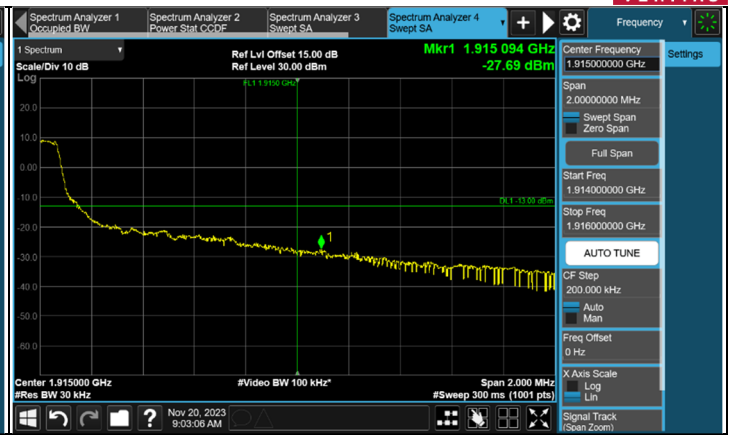 Spectrum Analyzer 1
Occupied BW
Spectrum Analyzer 2
Power Stat CCDF
Spectrum Analyzer 3
Swept SA
Spectrum Analyzer 4
Swept SA
Frequency
1 Spectrum
Scale/Div 10 dB
Log
Ref Lvl Offset 15.00 dB
Ref Level 30.00 dBm
Mkr1 1.915 094 GHz
-27.69 dBm
FL1 1.9150 GHz
20.0
10.0
0.00
-10.0
-20.0
-30.0
-40.0
-50.0
-60.0
DL1 -13.00 dBm
1
Center 1.915000 GHz
#Res BW 30 kHz
#Video BW 100 kHz*
Span 2.000 MHz
#Sweep 300 ms (1001 pts)
Center Frequency
1.915000000 GHz
Settings
Span
2.00000000 MHz
Swept Span
Zero Span
Full Span
Start Freq
1.914000000 GHz
Stop Freq
1.916000000 GHz
AUTO TUNE
CF Step
200.000 kHz
Auto
Man
Freq Offset
0 Hz
X Axis Scale
Log
Lin
Signal Track
(Span Zoom)
?
Nov 20, 2023
9:03:06 AM